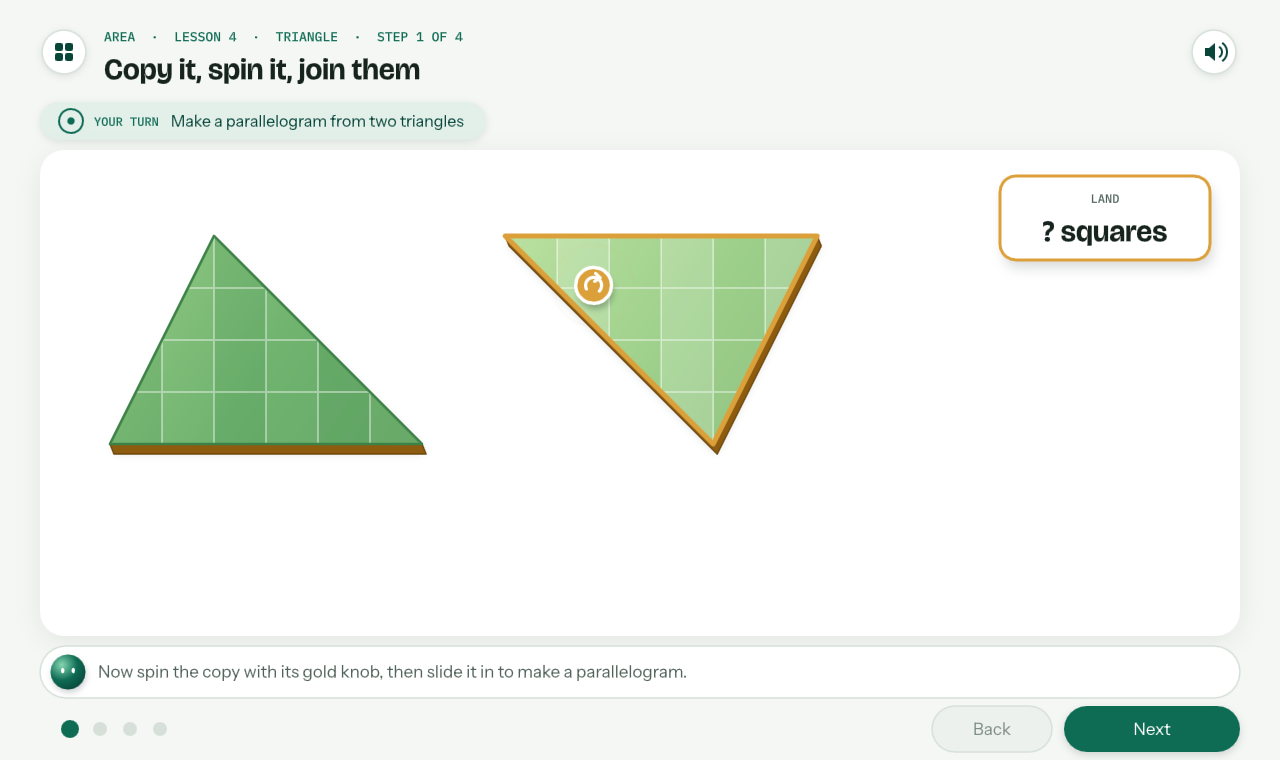 AREA · LESSON 4 · TRIANGLE · STEP 1 OF 4
Copy it, spin it, join them
YOUR TURN Make a parallelogram from two triangles
LAND
? squares
Now spin the copy with its gold knob, then slide it in to make a parallelogram.
Back
Next